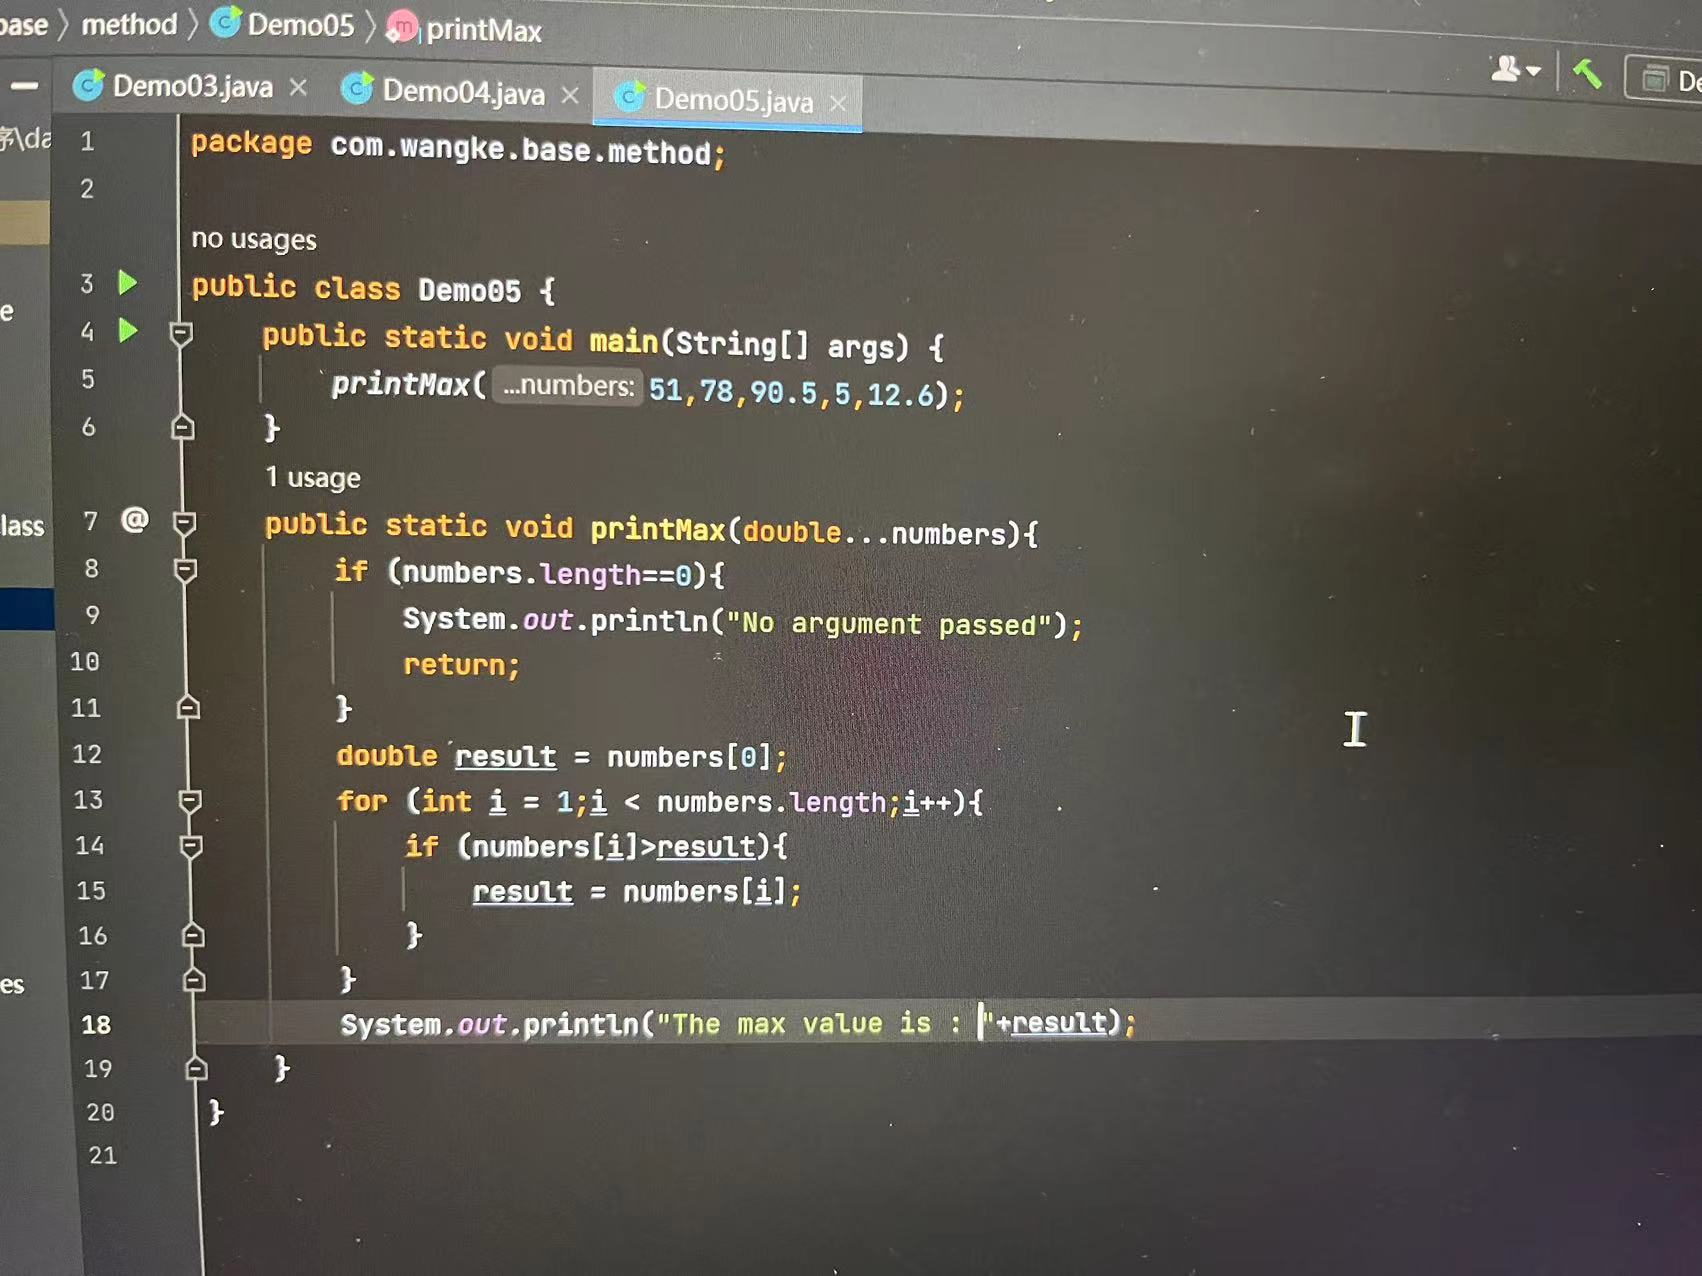 base > method > Demo05 > printMax
Demo03.java × Demo04.java × Demo05.java ×
1 package com.wangke.base.method;
2
no usages
3 public class Demo05 {
4 public static void main(String[] args) {
5 printMax( ...numbers: 51,78,90.5,5,12.6);
6 }
1 usage
7 @ public static void printMax(double...numbers){
8 if (numbers.length==0){
9 System.out.println("No argument passed");
10 return;
11 }
12 double result = numbers[0];
13 for (int i = 1;i < numbers.length;i++){
14 if (numbers[i]>result){
15 result = numbers[i];
16 }
17 }
18 System.out.println("The max value is : "+result);
19 }
20 }
21